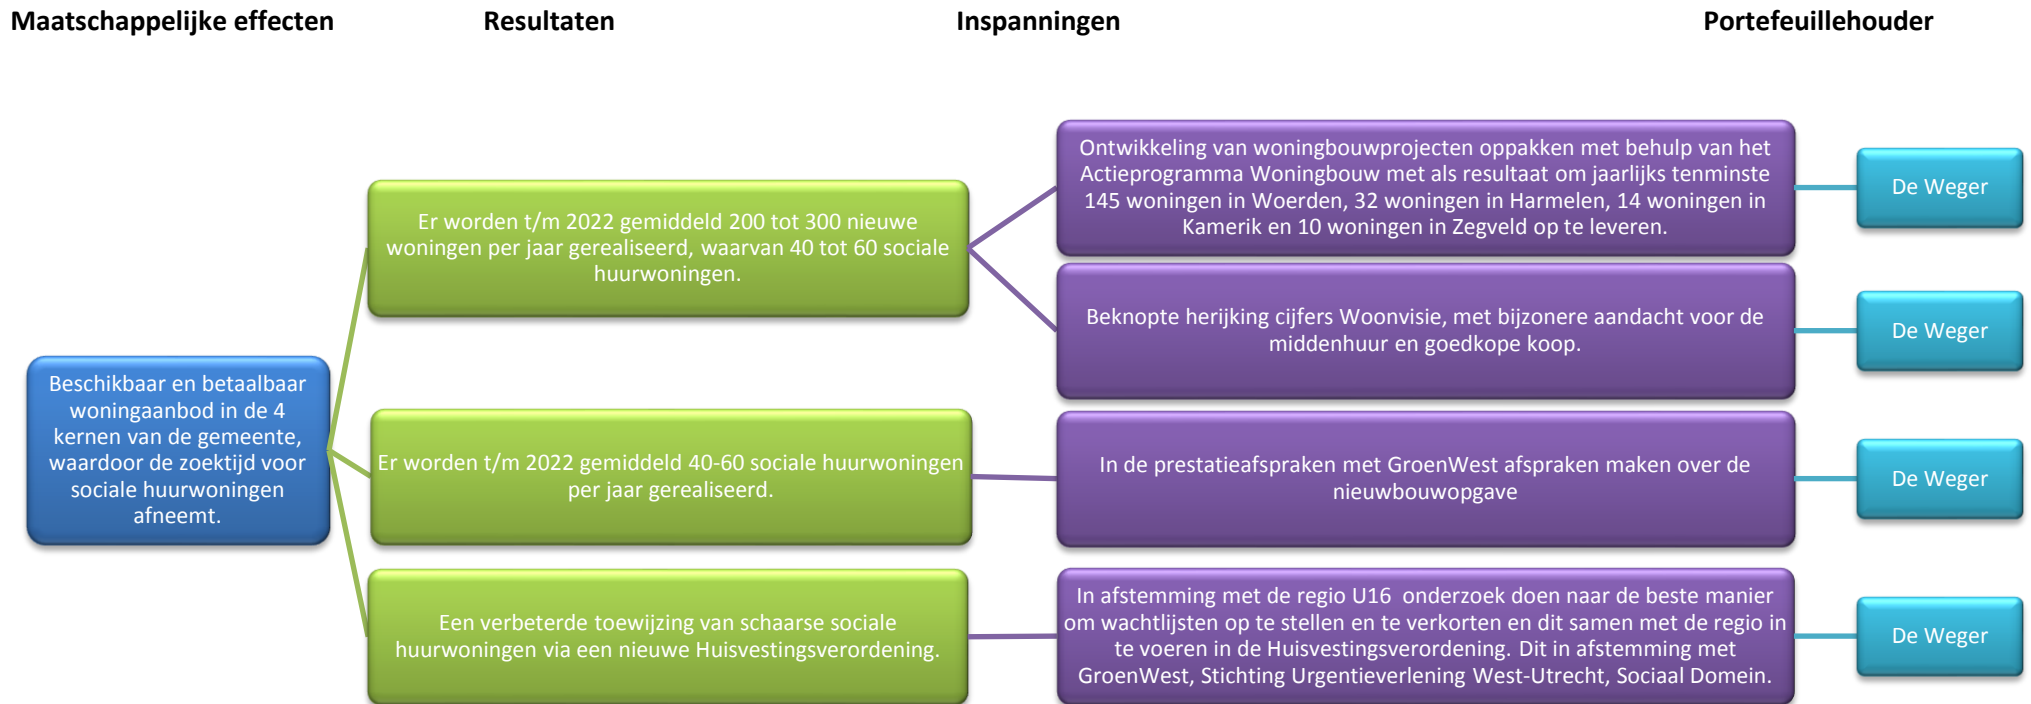 Maatschappelijke effecten Resultaten Inspanningen Portefeuillehouder
Beschikbaar en betaalbaar
woningaanbod in de 4
kernen van de gemeente,
waardoor de zoektijd voor
sociale huurwoningen
afneemt.
Er worden t/m 2022 gemiddeld 200 tot 300 nieuwe
woningen per jaar gerealiseerd, waarvan 40 tot 60 sociale
huurwoningen.
Ontwikkeling van woningbouwprojecten oppakken met behulp van het
Actieprogramma Woningbouw met als resultaat om jaarlijks tenminste
145 woningen in Woerden, 32 woningen in Harmelen, 14 woningen in
Kamerik en 10 woningen in Zegveld op te leveren.
De Weger
Beknopte herijking cijfers Woonvisie, met bijzonere aandacht voor de
middenhuur en goedkope koop.
De Weger
Er worden t/m 2022 gemiddeld 40-60 sociale huurwoningen
per jaar gerealiseerd.
In de prestatieafspraken met GroenWest afspraken maken over de
nieuwbouwopgave
De Weger
Een verbeterde toewijzing van schaarse sociale
huurwoningen via een nieuwe Huisvestingsverordening.
In afstemming met de regio U16 onderzoek doen naar de beste manier
om wachtlijsten op te stellen en te verkorten en dit samen met de regio in
te voeren in de Huisvestingsverordening. Dit in afstemming met
GroenWest, Stichting Urgentieverlening West-Utrecht, Sociaal Domein.
De Weger